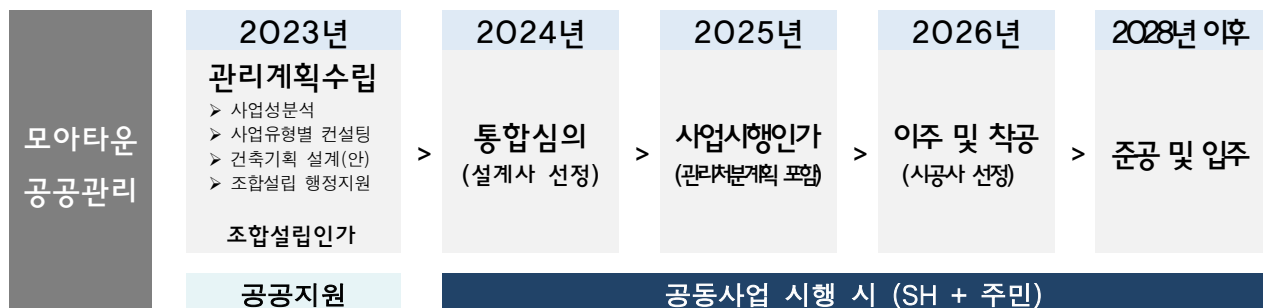 모아타운
공공관리
2023년
관리계획수립
➢ 사업성분석
➢ 사업유형별 컨설팅
➢ 건축기획 설계(안)
➢ 조합설립 행정지원
조합설립인가
>
2024년
통합심의
(설계사 선정)
>
2025년
사업시행인가
(관리처분계획 포함)
>
2026년
이주 및 착공
(시공사 선정)
>
2028년 이후
준공 및 입주
공공지원
공동사업 시행 시 (SH + 주민)